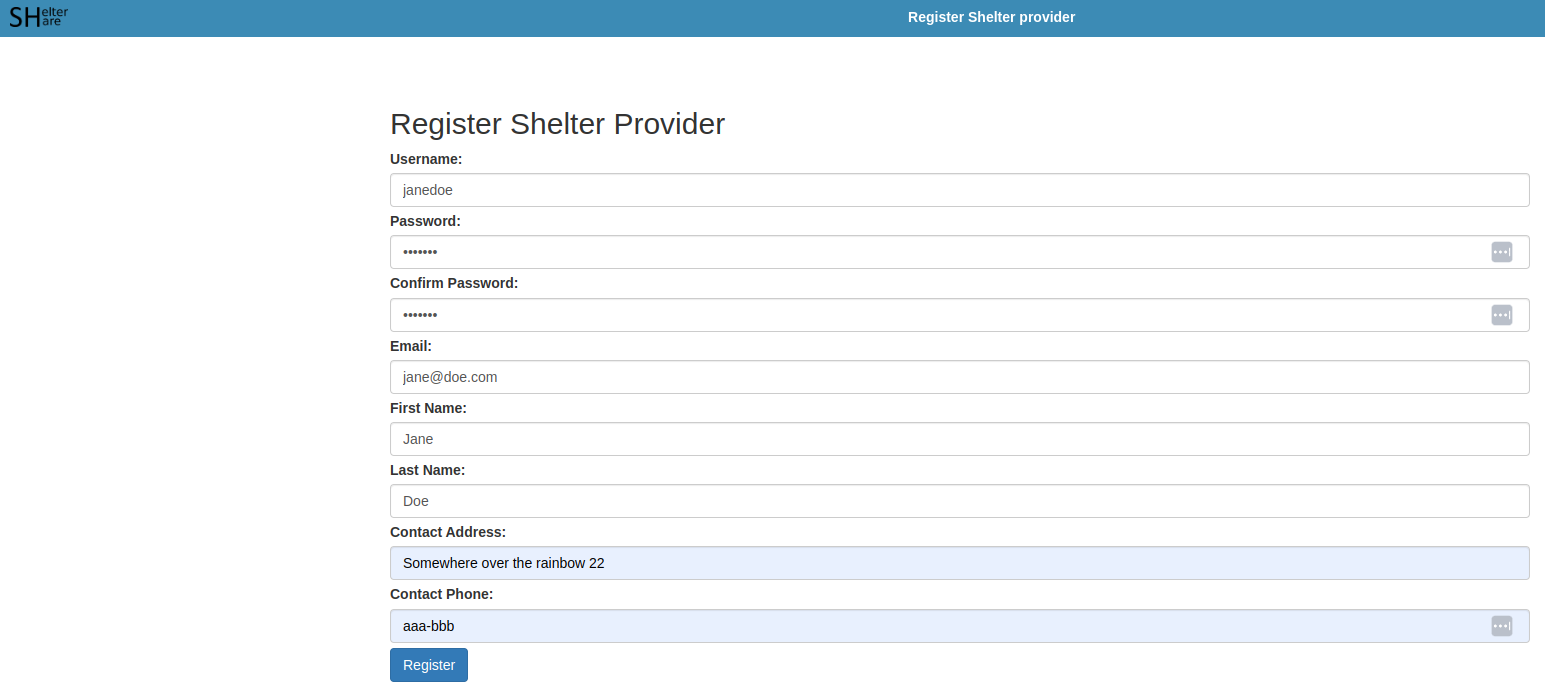 SHelter
Hare
Register Shelter provider
Register Shelter Provider
Username:
janedoe
Password:
•••••••
Confirm Password:
•••••••
Email:
jane@doe.com
First Name:
Jane
Last Name:
Doe
Contact Address:
Somewhere over the rainbow 22
Contact Phone:
aaa-bbb
Register